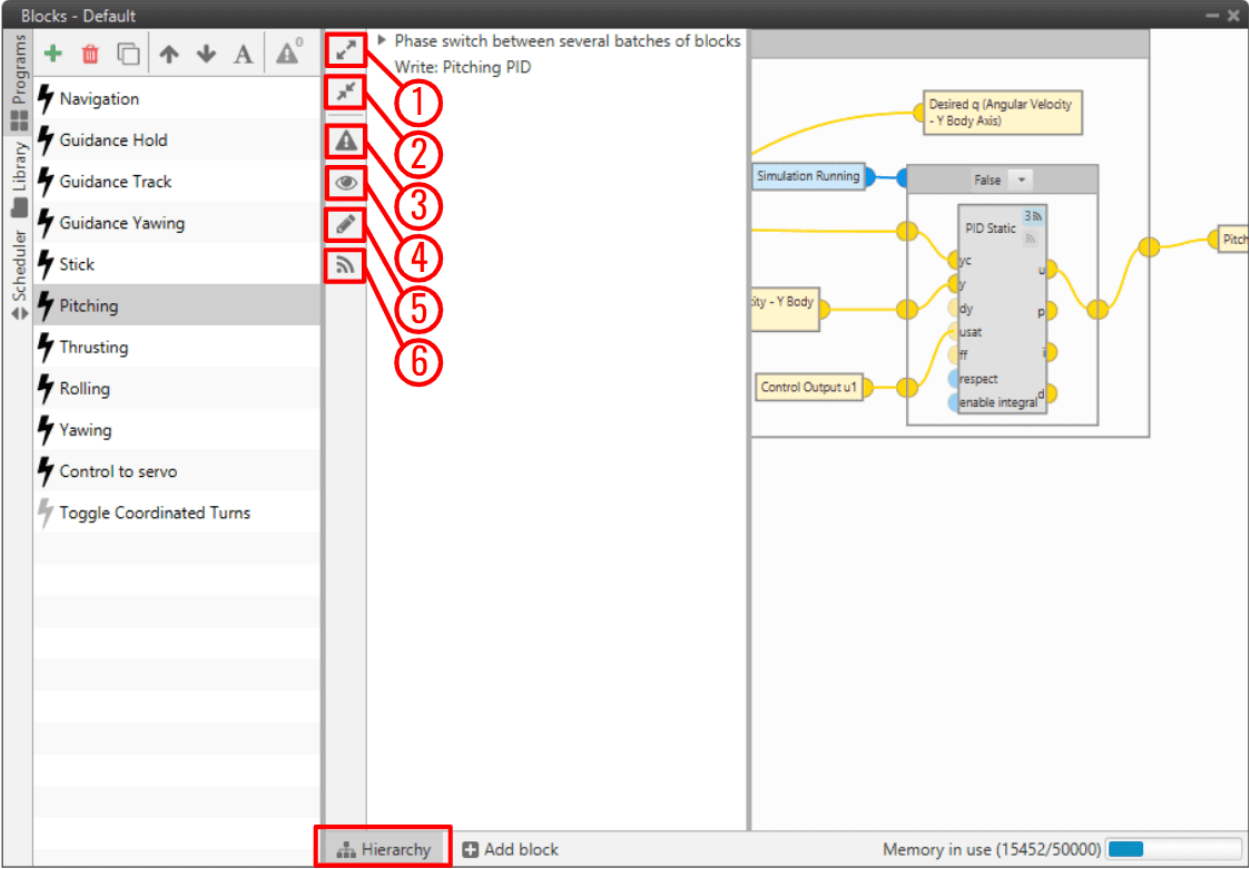 Blocks - Default
Programs
Library
Scheduler
A
0
Navigation
Guidance Hold
Guidance Track
Guidance Yawing
Stick
Pitching
Thrusting
Rolling
Yawing
Control to servo
Toggle Coordinated Turns
1
2
3
4
5
6
Phase switch between several batches of blocks
Write: Pitching PID
Desired q (Angular Velocity
- Y Body Axis)
Simulation Running
False
PID Static
3
yc
y
dy
usat
ff
respect
enable integral
u
p
i
d
city - Y Body
Control Output u1
Pitch
Hierarchy
Add block
Memory in use (15452/50000)